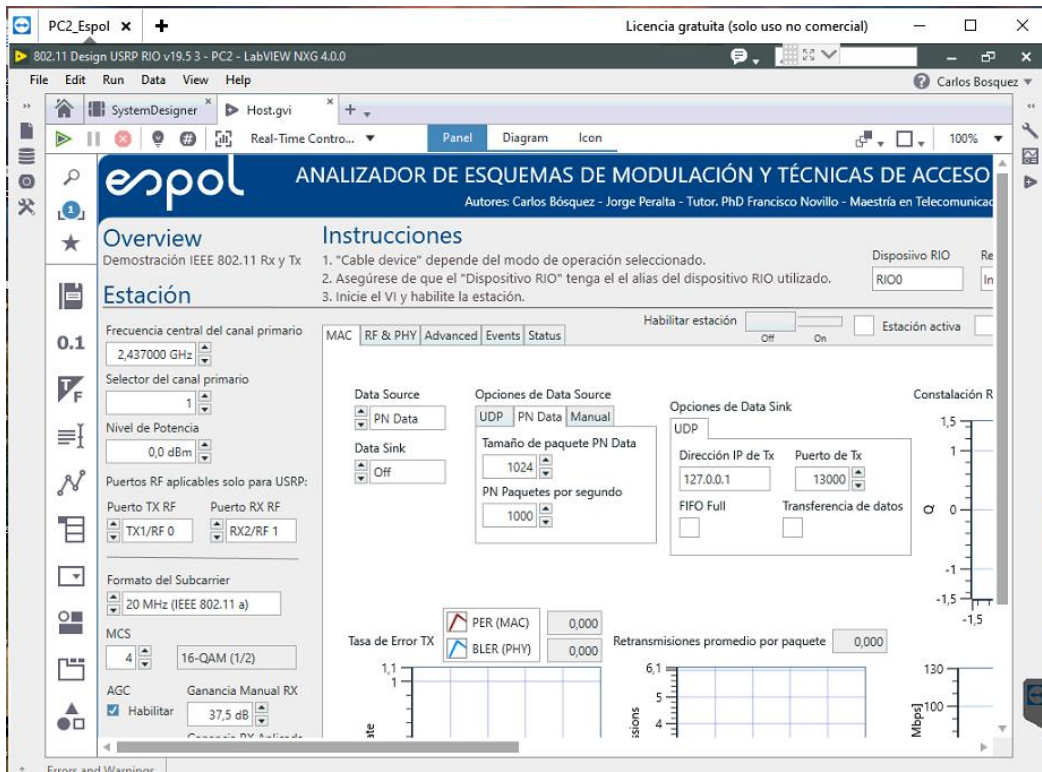 PC2_Espol
Licencia gratuita (solo uso no comercial)
802.11 Design USRP RIO v19.5 3 - PC2 - LabVIEW NXG 4.0.0
File Edit Run Data View Help
Carlos Bosquez
SystemDesigner
Host.gvi
Real-Time Contro...
Panel Diagram Icon
100%
espol
ANALIZADOR DE ESQUEMAS DE MODULACIÓN Y TÉCNICAS DE ACCESO
Autores: Carlos Bósquez - Jorge Peralta - Tutor. PhD Francisco Novillo - Maestría en Telecomunicac
1
Overview
Demostración IEEE 802.11 Rx y Tx
Instrucciones
1. "Cable device" depende del modo de operación seleccionado.
2. Asegúrese de que el "Dispositivo RIO" tenga el el alias del dispositivo RIO utilizado.
3. Inicie el VI y habilite la estación.
Disposiivo RIO Re
RIO0 In
Estación
Habilitar estación
Off On
Estación activa
Frecuencia central del canal primario
2,437000 GHz
Selector del canal primario
1
Nivel de Potencia
0,0 dBm
Puertos RF aplicables solo para USRP:
Puerto TX RF Puerto RX RF
TX1/RF 0 RX2/RF 1
Formato del Subcarrier
20 MHz (IEEE 802.11 a)
MCS
4 16-QAM (1/2)
AGC Ganancia Manual RX
Habilitar 37,5 dB
Ganancia RX Aplicada
0.1
TF
MAC RF & PHY Advanced Events Status
Data Source
PN Data
Data Sink
Off
Opciones de Data Source
UDP PN Data Manual
Tamaño de paquete PN Data
1024
PN Paquetes por segundo
1000
Opciones de Data Sink
UDP
Dirección IP de Tx Puerto de Tx
127.0.0.1 13000
FIFO Full Transferencia de datos
Constalación R
1,5
1
Q 0
-1
-1,5
-1,5
Tasa de Error TX
PER (MAC) 0,000
BLER (PHY) 0,000
1,1
1
ate
Retransmisiones promedio por paquete 0,000
6,1
5
4
ssions
130
100
Mbps]
Errors and Warnings